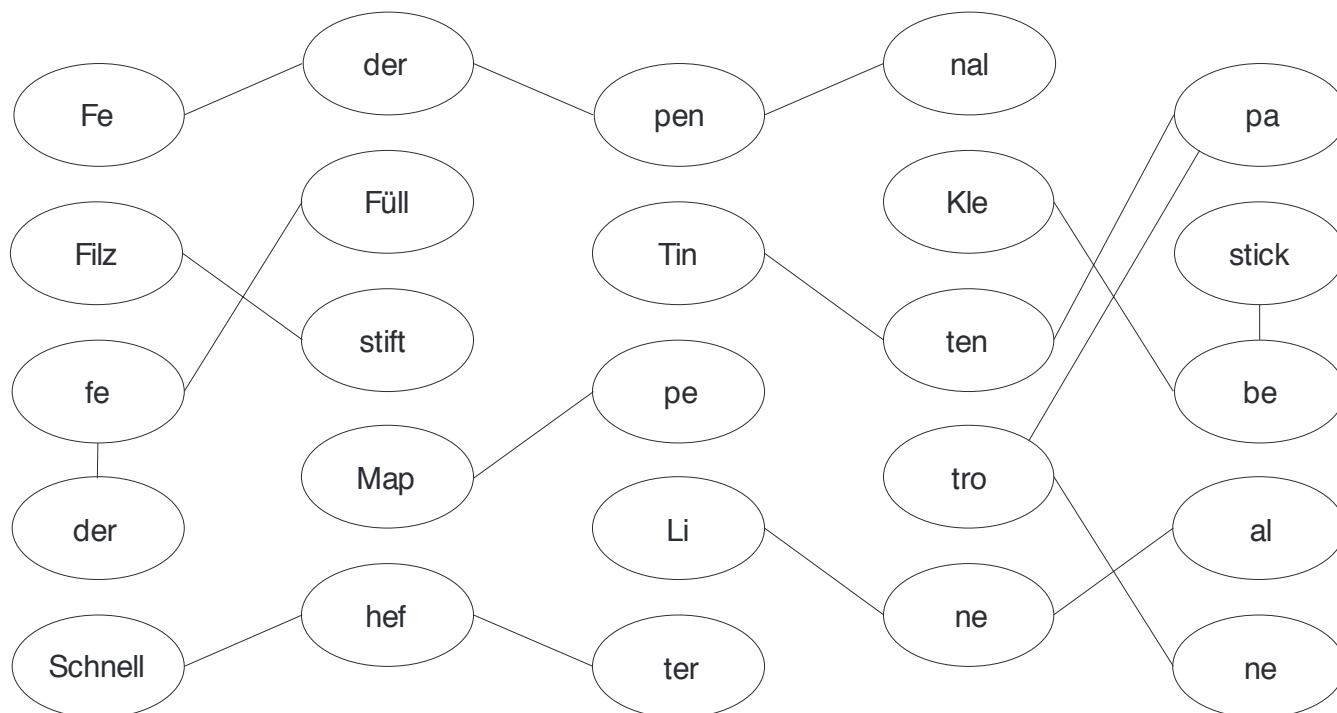 Fe
der
pen
nal
pa
Filz
Füll
Tin
Kle
stick
fe
stift
pe
ten
be
der
Map
Li
tro
al
Schnell
hef
ter
ne
ne